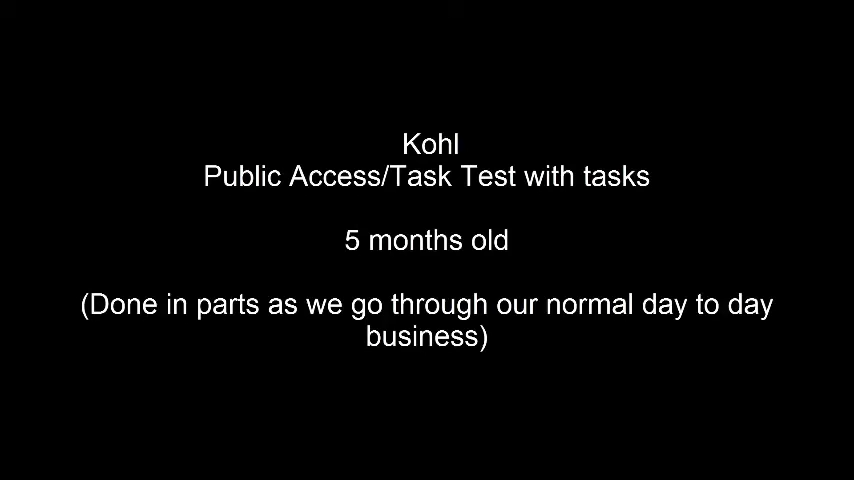 Kohl
Public Access/Task Test with tasks
5 months old
(Done in parts as we go through our normal day to day
business)